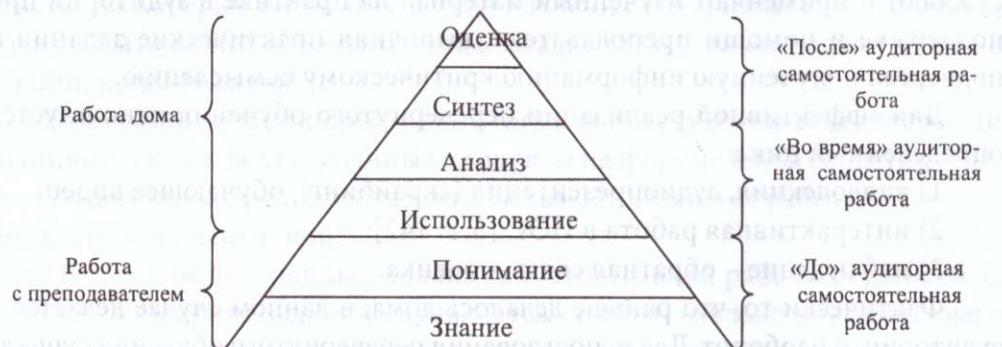 Работа дома
Работа
с преподавателем
Оценка
Синтез
Анализ
Использование
Понимание
Знание
«После» аудиторная
самостоятельная ра-
бота
«Во время» аудитор-
ная самостоятельная
работа
«До» аудиторная
самостоятельная
работа